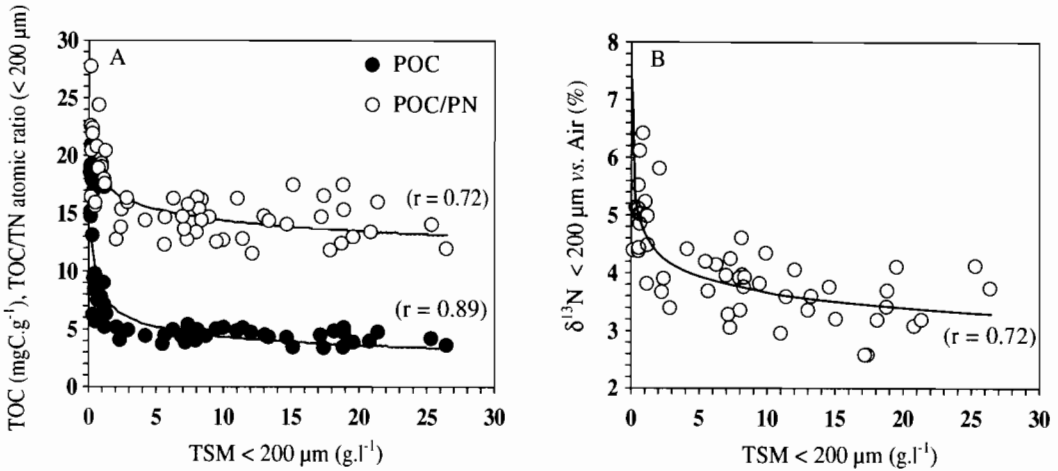 A
POC
POC/PN
(r = 0.72)
(r = 0.89)
30
25
20
15
10
5
0
0 5 10 15 20 25 30
TSM < 200 µm (g.l⁻¹)
TOC (mgC.g⁻¹), TOC/TN atomic ratio (< 200 µm)
B
(r = 0.72)
8
7
6
5
4
3
2
0 5 10 15 20 25 30
TSM < 200 µm (g.l⁻¹)
δ¹³N < 200 µm vs. Air (%)